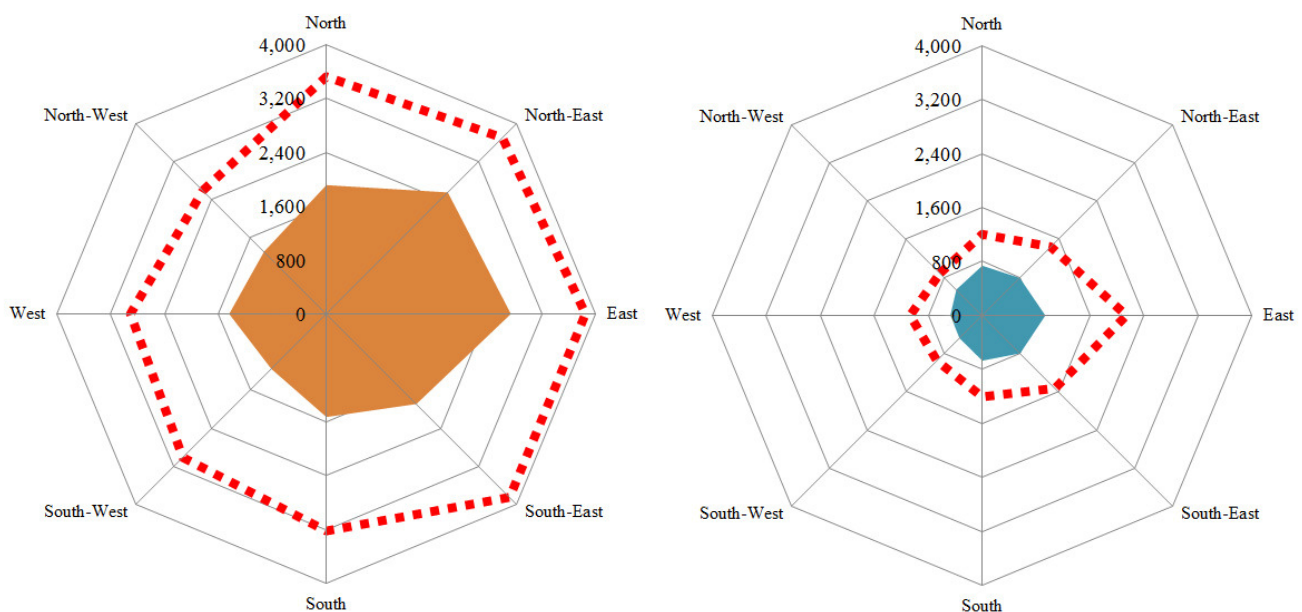 North
4,000
North-West
3,200
North-East
2,400
1,600
800
West
0
East
South-West
South-East
South
North
4,000
North-West
3,200
North-East
2,400
1,600
800
West
0
East
South-West
South-East
South